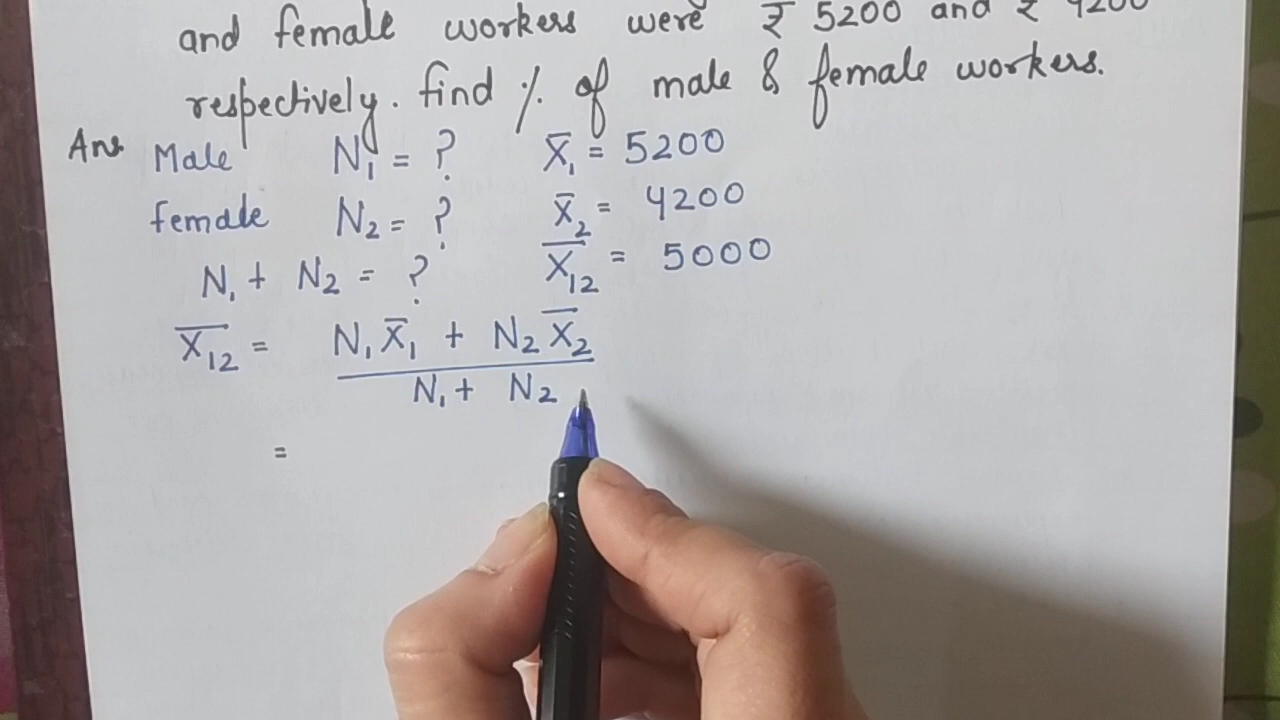 and female workers were ₹ 5200 and ₹ 4200
respectively. find % of male & female workers.
Ans Male N₁ = ? X̄₁ = 5200
female N₂ = ? X̄₂ = 4200
N₁ + N₂ = ? X̄₁₂ = 5000
X̄₁₂ = N₁X̄₁ + N₂X̄₂
N₁ + N₂
=